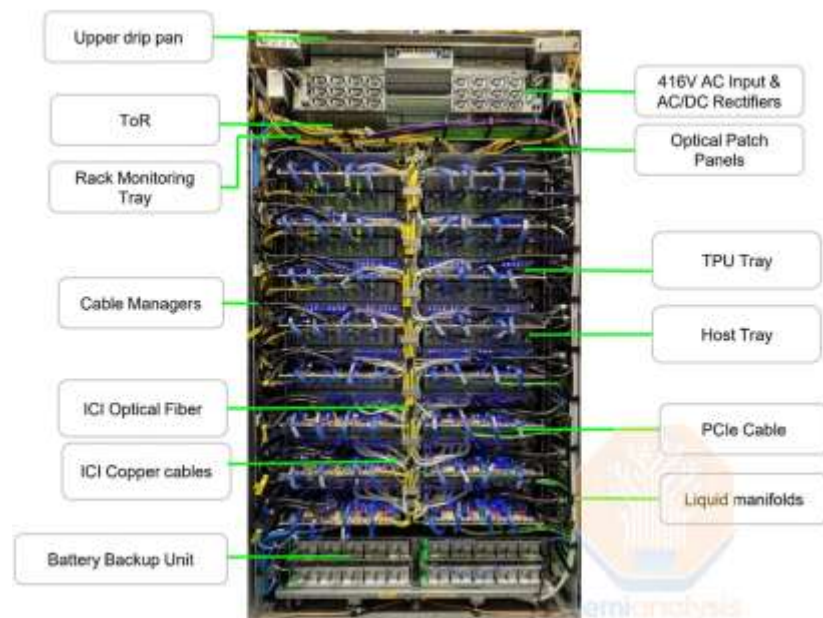 Upper drip pan
416V AC Input &
AC/DC Rectifiers
ToR
Optical Patch
Panels
Rack Monitoring
Tray
TPU Tray
Cable Managers
Host Tray
ICI Optical Fiber
PCIe Cable
ICI Copper cables
Liquid manifolds
Battery Backup Unit
emianalysis